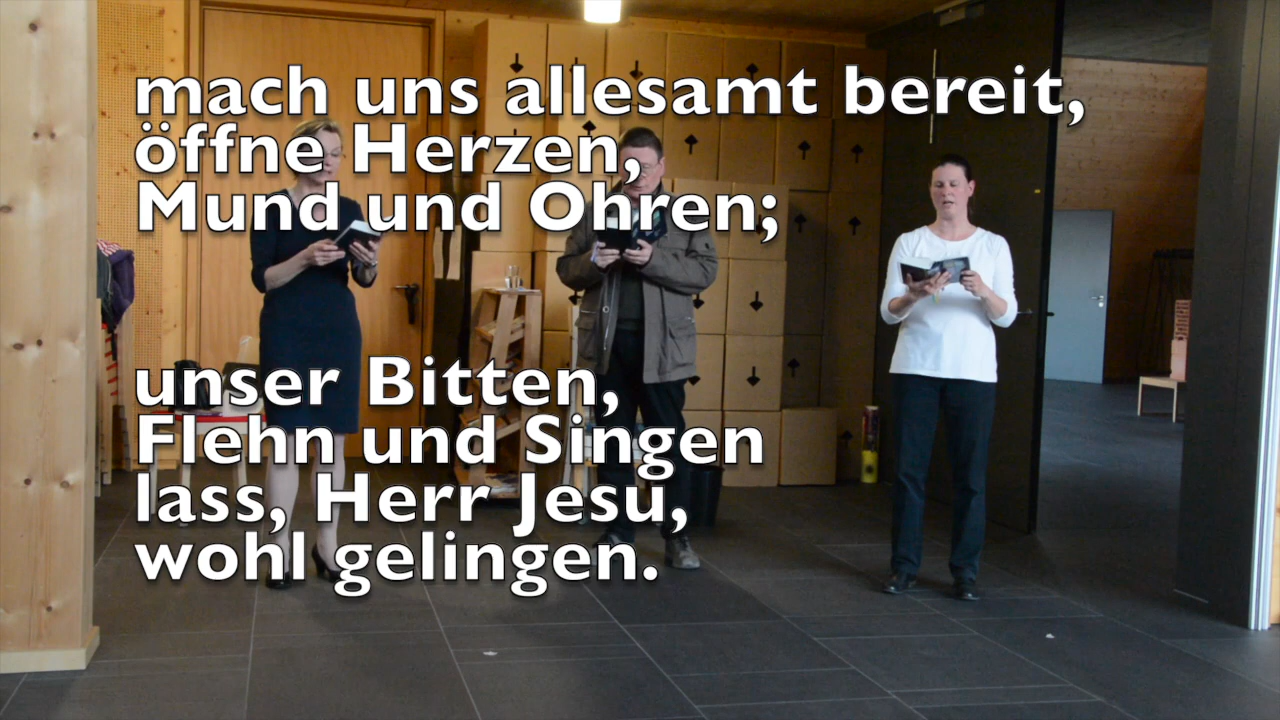 mach uns allesamt bereit,
öffne Herzen,
Mund und Ohren;
unser Bitten,
Flehn und Singen
lass, Herr Jesu,
wohl gelingen.